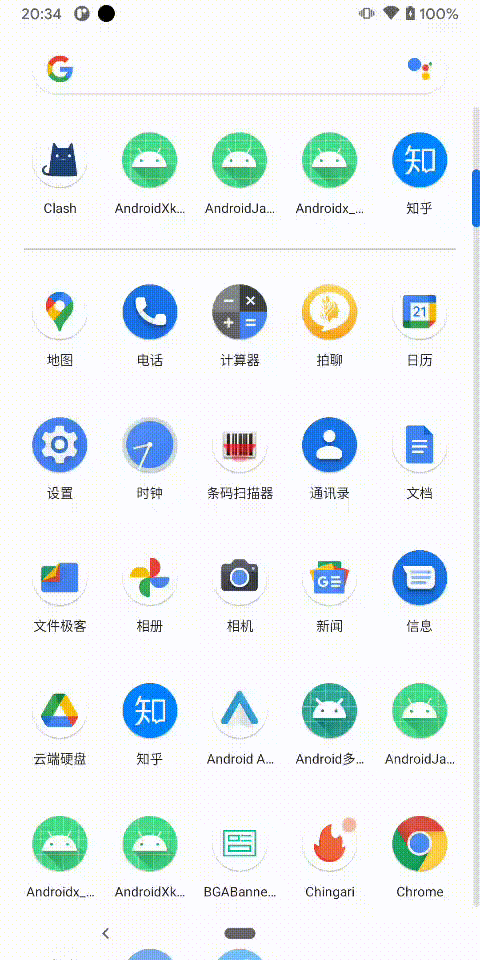 20:34 100%
Clash AndroidXk... AndroidJa... Androidx_... 知乎
地图 电话 计算器 拍聊 日历
设置 时钟 条码扫描器 通讯录 文档
文件极客 相册 相机 新闻 信息
云端硬盘 知乎 Android A... Android多... AndroidJa...
Androidx_... AndroidXk... BGABanne... Chingari Chrome